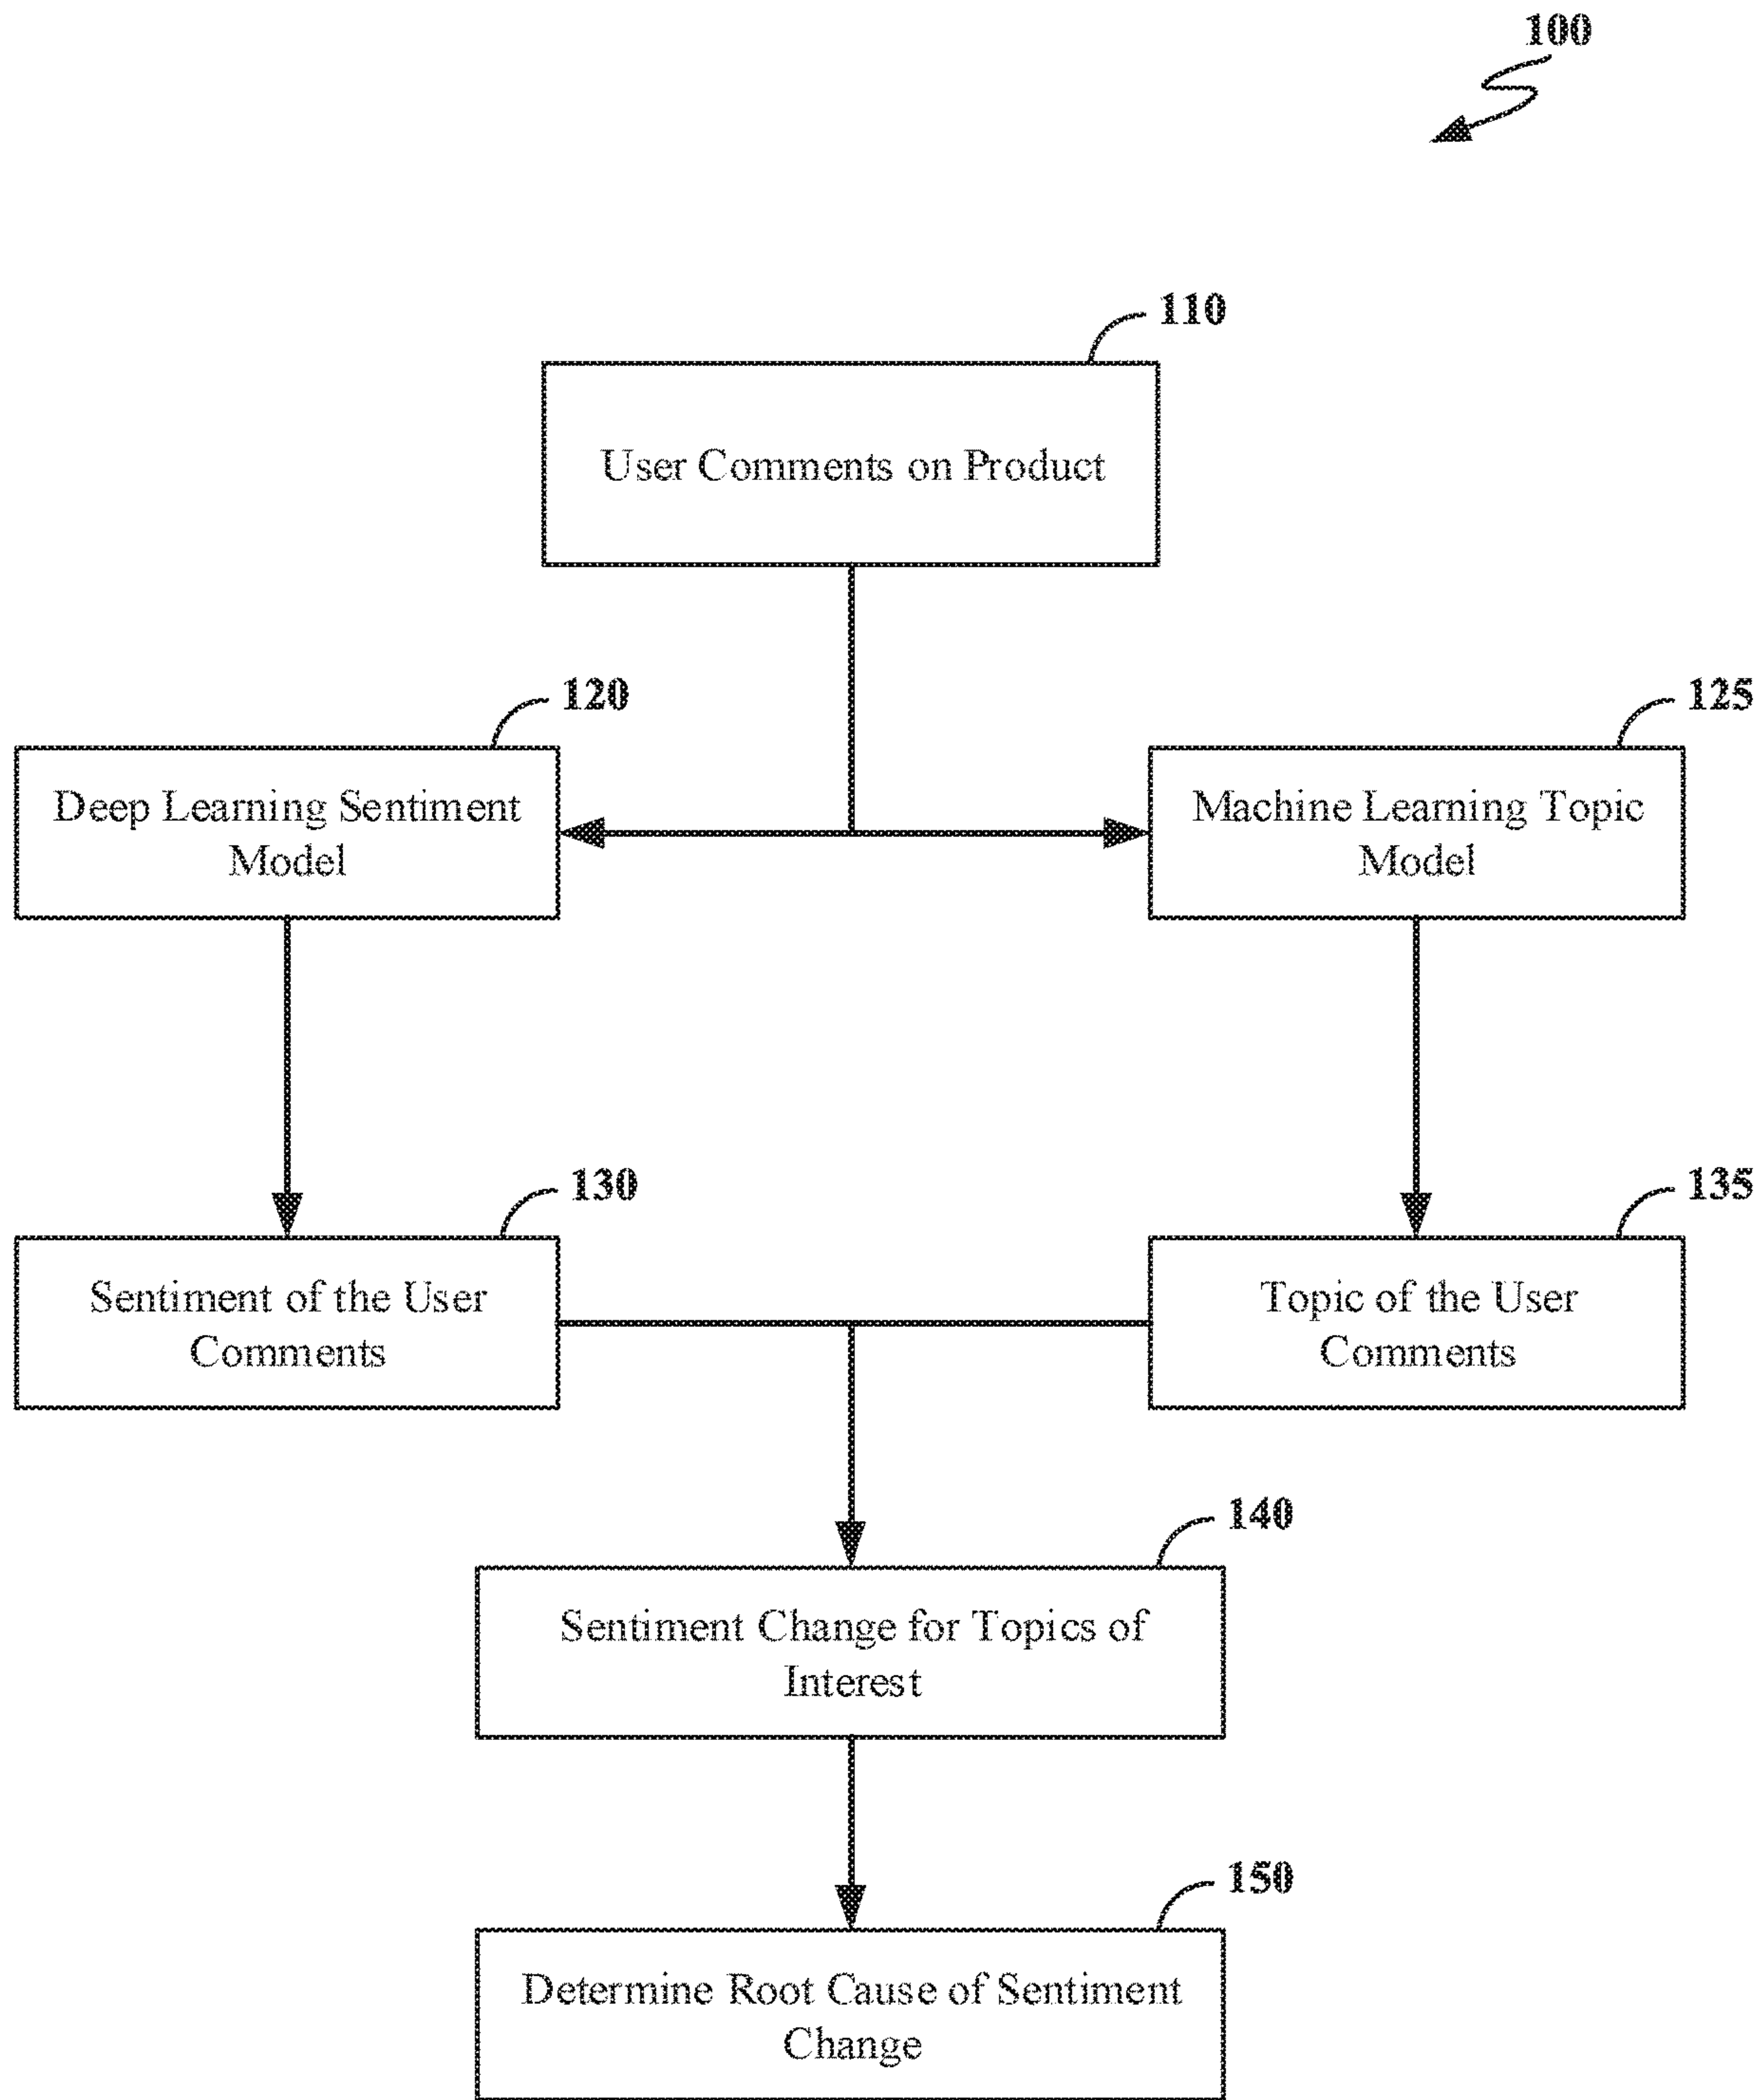 100
110
User Comments on Product
120
125
Deep Learning Sentiment
Model
Machine Learning Topic
Model
130
135
Sentiment of the User
Comments
Topic of the User
Comments
140
Sentiment Change for Topics of
Interest
150
Determine Root Cause of Sentiment
Change